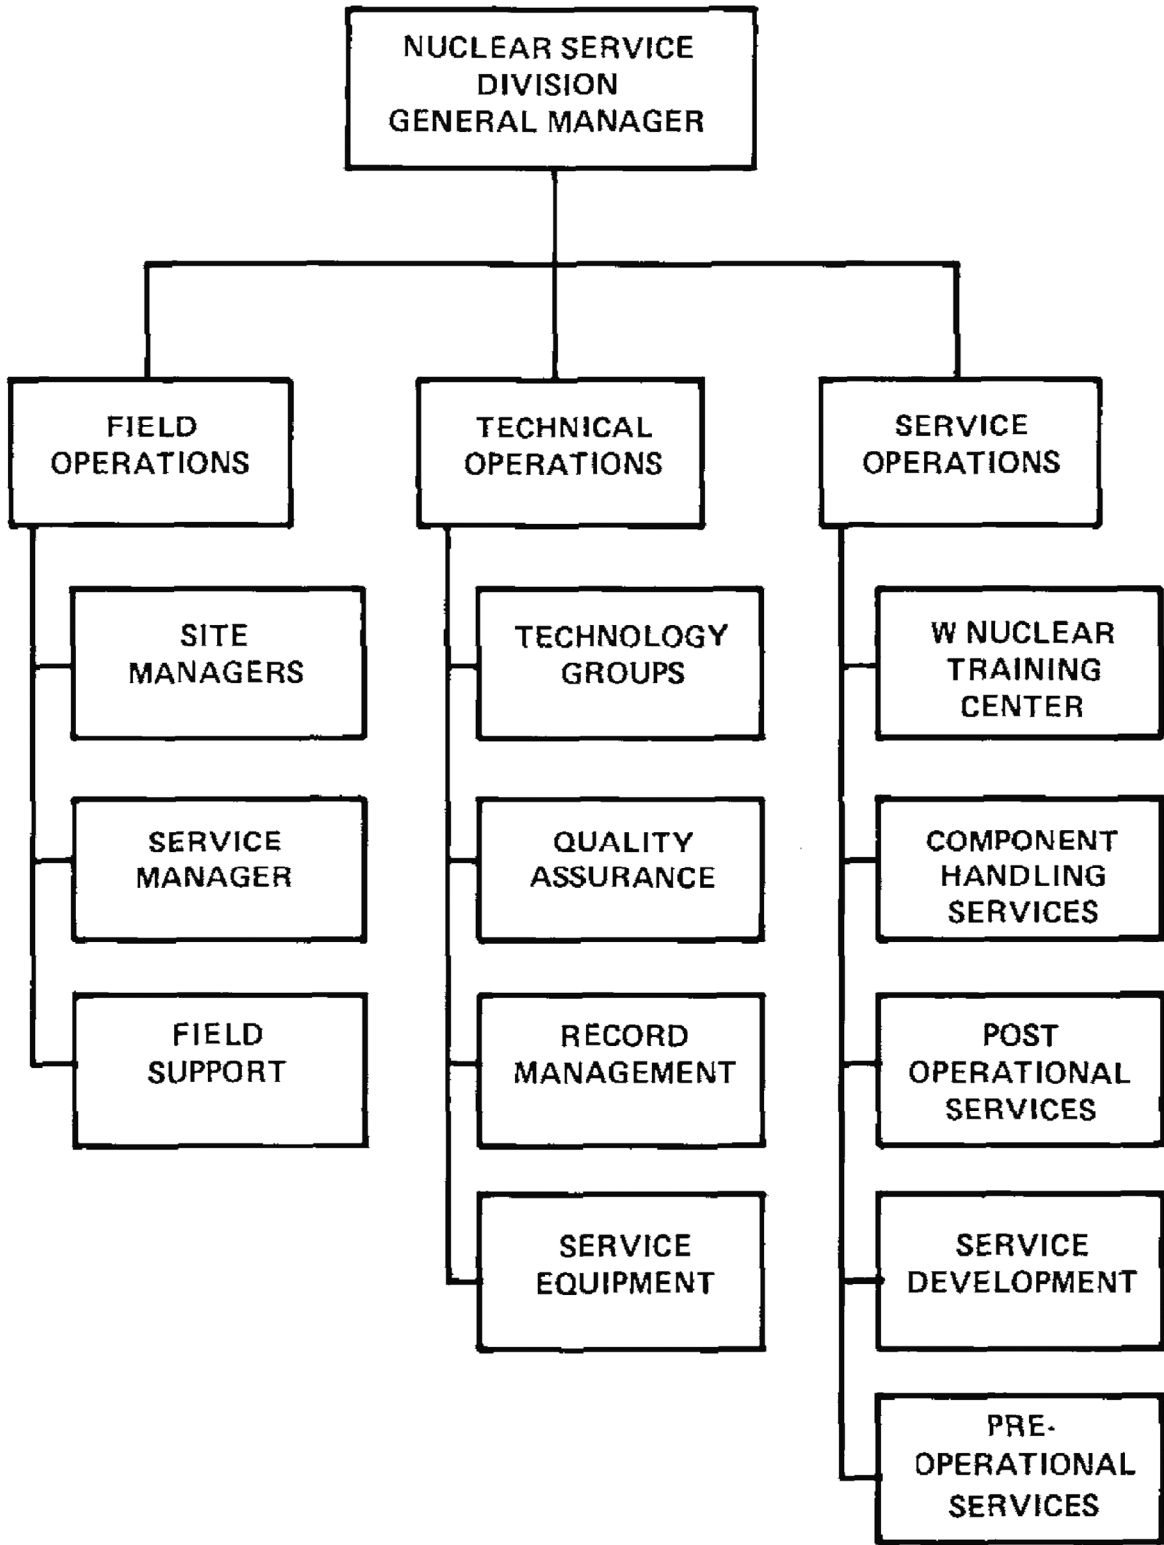 NUCLEAR SERVICE
DIVISION
GENERAL MANAGER
FIELD
OPERATIONS
TECHNICAL
OPERATIONS
SERVICE
OPERATIONS
SITE
MANAGERS
SERVICE
MANAGER
FIELD
SUPPORT
TECHNOLOGY
GROUPS
QUALITY
ASSURANCE
RECORD
MANAGEMENT
SERVICE
EQUIPMENT
W NUCLEAR
TRAINING
CENTER
COMPONENT
HANDLING
SERVICES
POST
OPERATIONAL
SERVICES
SERVICE
DEVELOPMENT
PRE-
OPERATIONAL
SERVICES